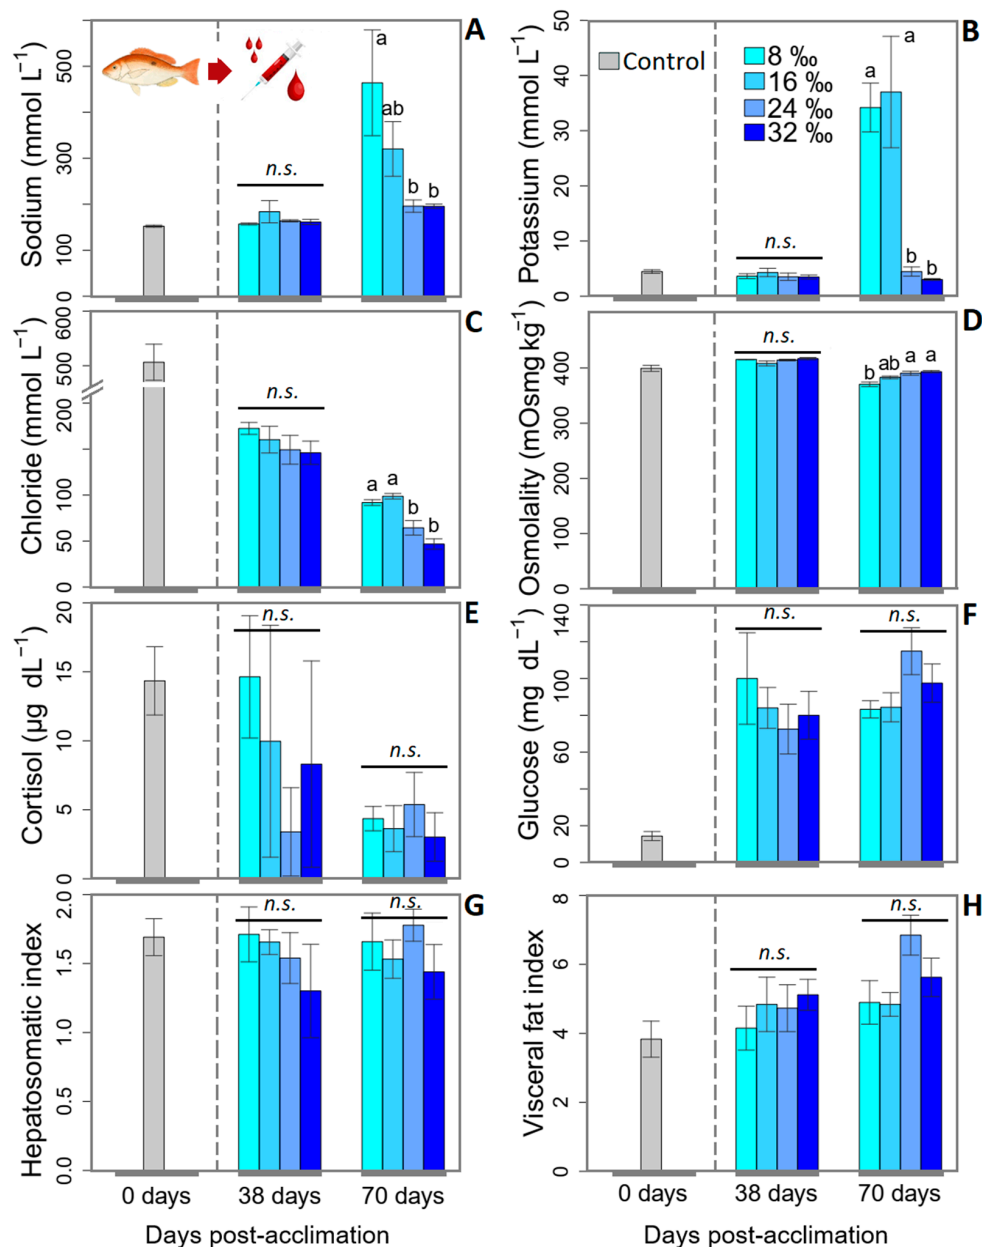 A
Sodium (mmol L⁻¹)
500
300
100
0
n.s.
a
ab
b
b
B
Potassium (mmol L⁻¹)
50
40
30
20
10
0
Control
8 ‰
16 ‰
24 ‰
32 ‰
n.s.
a
a
b
b
C
Chloride (mmol L⁻¹)
600
500
200
100
50
0
n.s.
a
a
b
b
D
Osmolality (mOsmg kg⁻¹)
400
300
200
100
0
n.s.
b
ab
a
a
E
Cortisol (µg dL⁻¹)
20
15
10
5
0
n.s.
n.s.
F
Glucose (mg dL⁻¹)
140
100
60
20
0
n.s.
n.s.
G
Hepatosomatic index
2.0
1.5
1.0
0.5
0.0
n.s.
n.s.
0 days
38 days
70 days
Days post-acclimation
H
Visceral fat index
8
6
4
2
0
n.s.
n.s.
0 days
38 days
70 days
Days post-acclimation